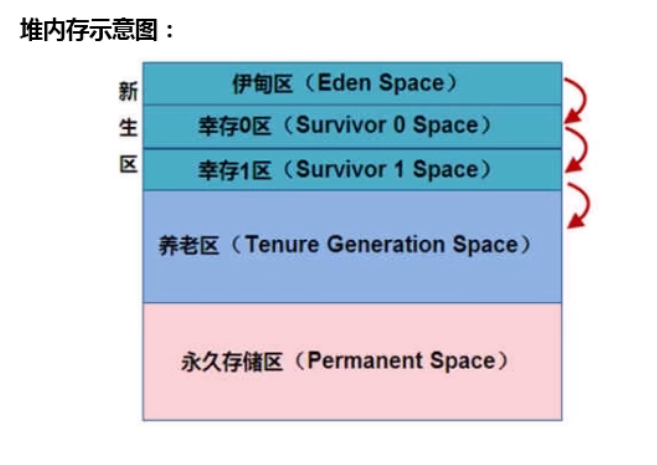 堆内存示意图：
新生区
伊甸区（Eden Space）
幸存0区（Survivor 0 Space）
幸存1区（Survivor 1 Space）
养老区（Tenure Generation Space）
永久存储区（Permanent Space）